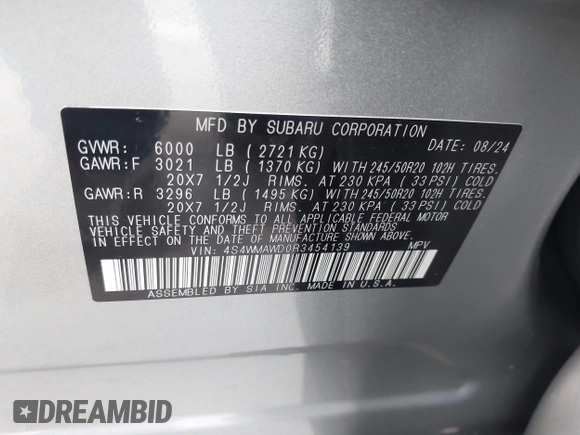 MFD BY SUBARU CORPORATION
GVWR: 6000 LB (2721 KG) DATE: 08/24
GAWR:F 3021 LB (1370 KG) WITH 245/50R20 102H TIRES.
20X7 1/2J RIMS. AT 230 KPA (33 PSI) COLD
GAWR:R 3296 LB (1495 KG) WITH 245/50R20 102H TIRES.
20X7 1/2J RIMS. AT 230 KPA (33 PSI) COLD
THIS VEHICLE CONFORMS TO ALL APPLICABLE FEDERAL MOTOR
VEHICLE SAFETY AND THEFT PREVENTION STANDARDS IN
EFFECT ON THE DATE OF MANUFACTURE SHOWN ABOVE.
VIN: 4S4WMAWD0R3454139 MPV
ASSEMBLED BY SIA INC. MADE IN U.S.A.
DREAMBID